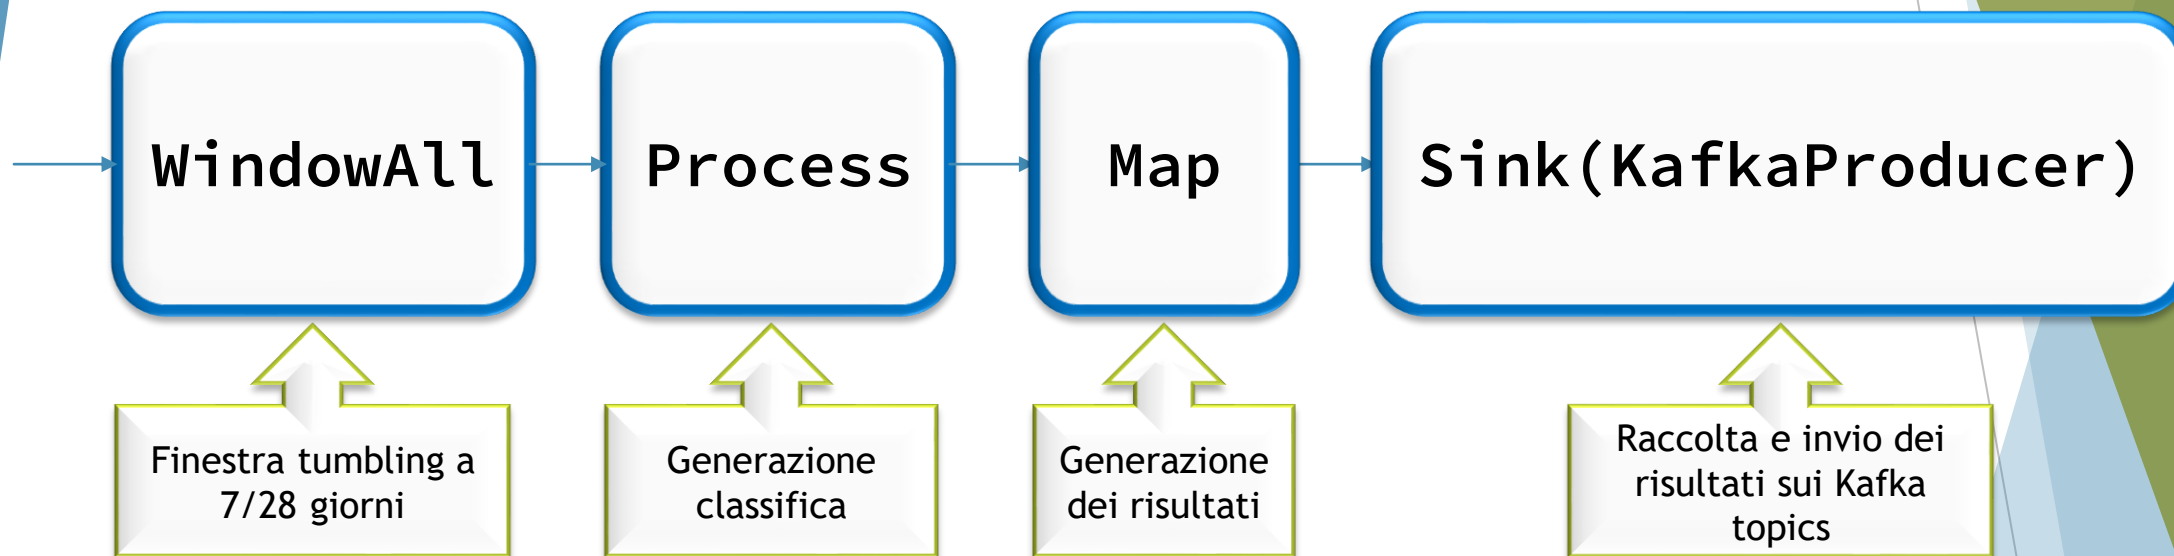 WindowAll
Process
Map
Sink(KafkaProducer)
Finestra tumbling a
7/28 giorni
Generazione
classifica
Generazione
dei risultati
Raccolta e invio dei
risultati sui Kafka
topics